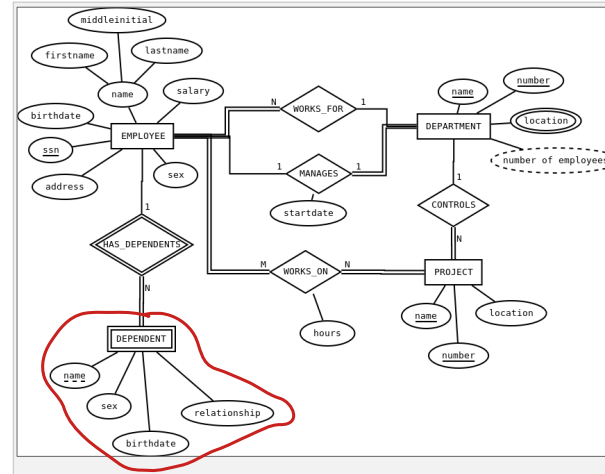 middleinitial
firstname
lastname
name
salary
birthdate
EMPLOYEE
ssn
address
sex
N
WORKS_FOR
1
name
number
DEPARTMENT
location
number of employees
1
MANAGES
1
startdate
1
CONTROLS
N
1
HAS_DEPENDENTS
N
M
WORKS_ON
N
hours
PROJECT
name
number
location
DEPENDENT
name
sex
birthdate
relationship